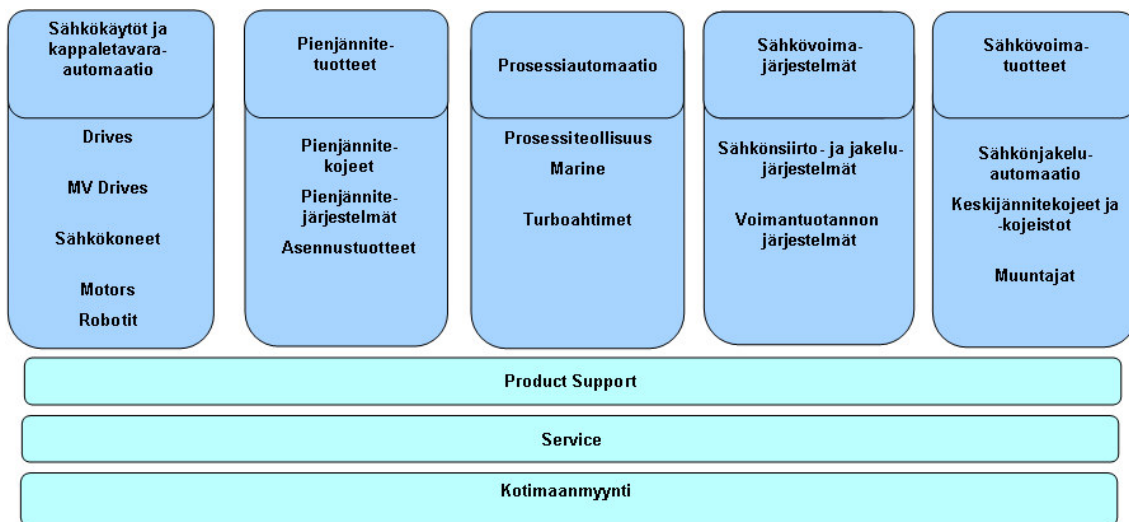 Sähkökäytöt ja
kappaletavara-
automaatio
Drives
MV Drives
Sähkökoneet
Motors
Robotit
Pienjännite-
tuotteet
Pienjännite-
kojeet
Pienjännite-
järjestelmät
Asennustuotteet
Prosessiautomaatio
Prosessiteollisuus
Marine
Turboahtimet
Sähkövoima-
järjestelmät
Sähkönsiirto- ja jakelu-
järjestelmät
Voimantuotannon
järjestelmät
Sähkövoima-
tuotteet
Sähkönjakelu-
automaatio
Keskijännitekojeet ja
-kojeistot
Muuntajat
Product Support
Service
Kotimaanmyynti